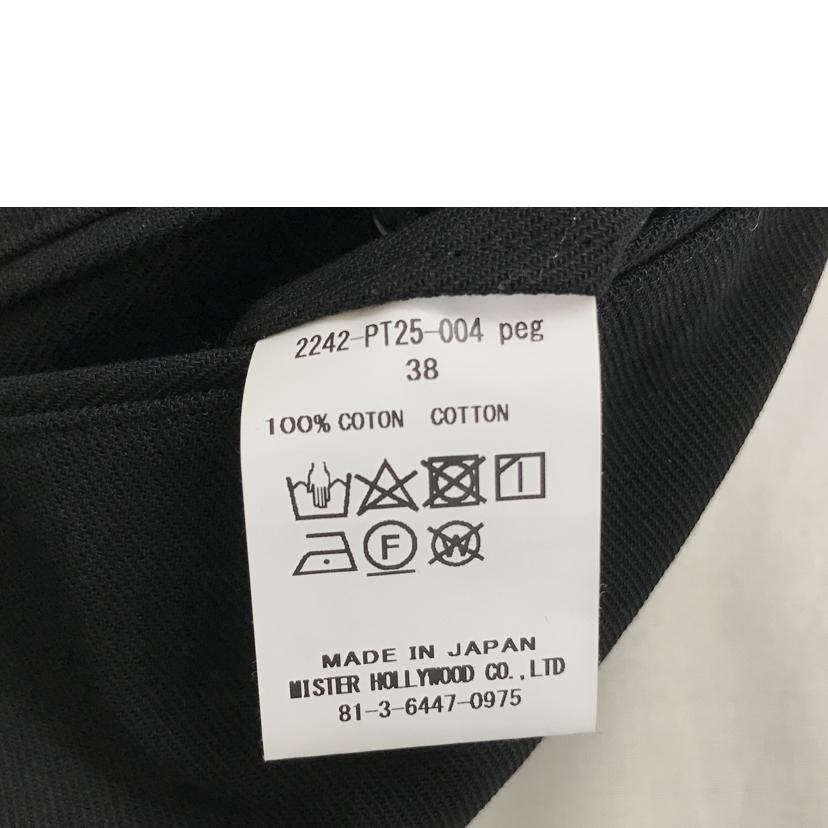 2242-PT25-004 peg
38
100% COTON COTTON
F
W
MADE IN JAPAN
MISTER HOLLYWOOD CO.,LTD
81-3-6447-0975